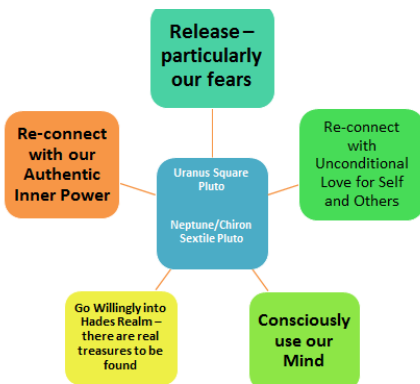 Release –
particularly
our fears
Re-connect
with our
Authentic
Inner Power
Uranus Square
Pluto
Neptune/Chiron
Sextile Pluto
Re-connect
with
Unconditional
Love for Self
and Others
Go Willingly into
Hades Realm –
there are real
treasures to be
found
Consciously
use our
Mind